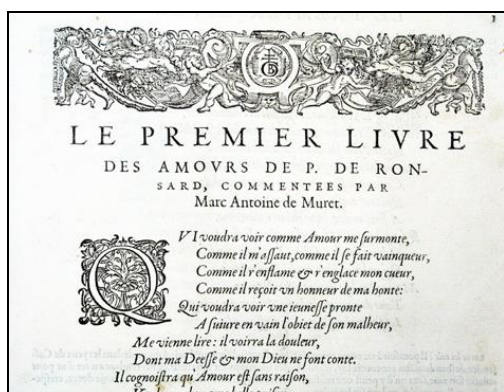 LE PREMIER LIVRE
DES AMOVRS DE P. DE RON-
SARD, COMMENTEES PAR
Marc Antoine de Muret.
QVI voudra voir comme Amour me surmonte,
Comme il m'assaut, comme il se fait vainqueur,
Comme il r'enflame & r'englace mon cueur,
Comme il reçoit vn honneur de ma honte:
Qui voudra voir vne ieunesse pronte
A suiure en vain l'obiet de son malheur,
Me vienne lire: il voirra la douleur,
Dont ma Deesse & mon Dieu ne font conte.
Il cognoistra qu'Amour est sans raison,